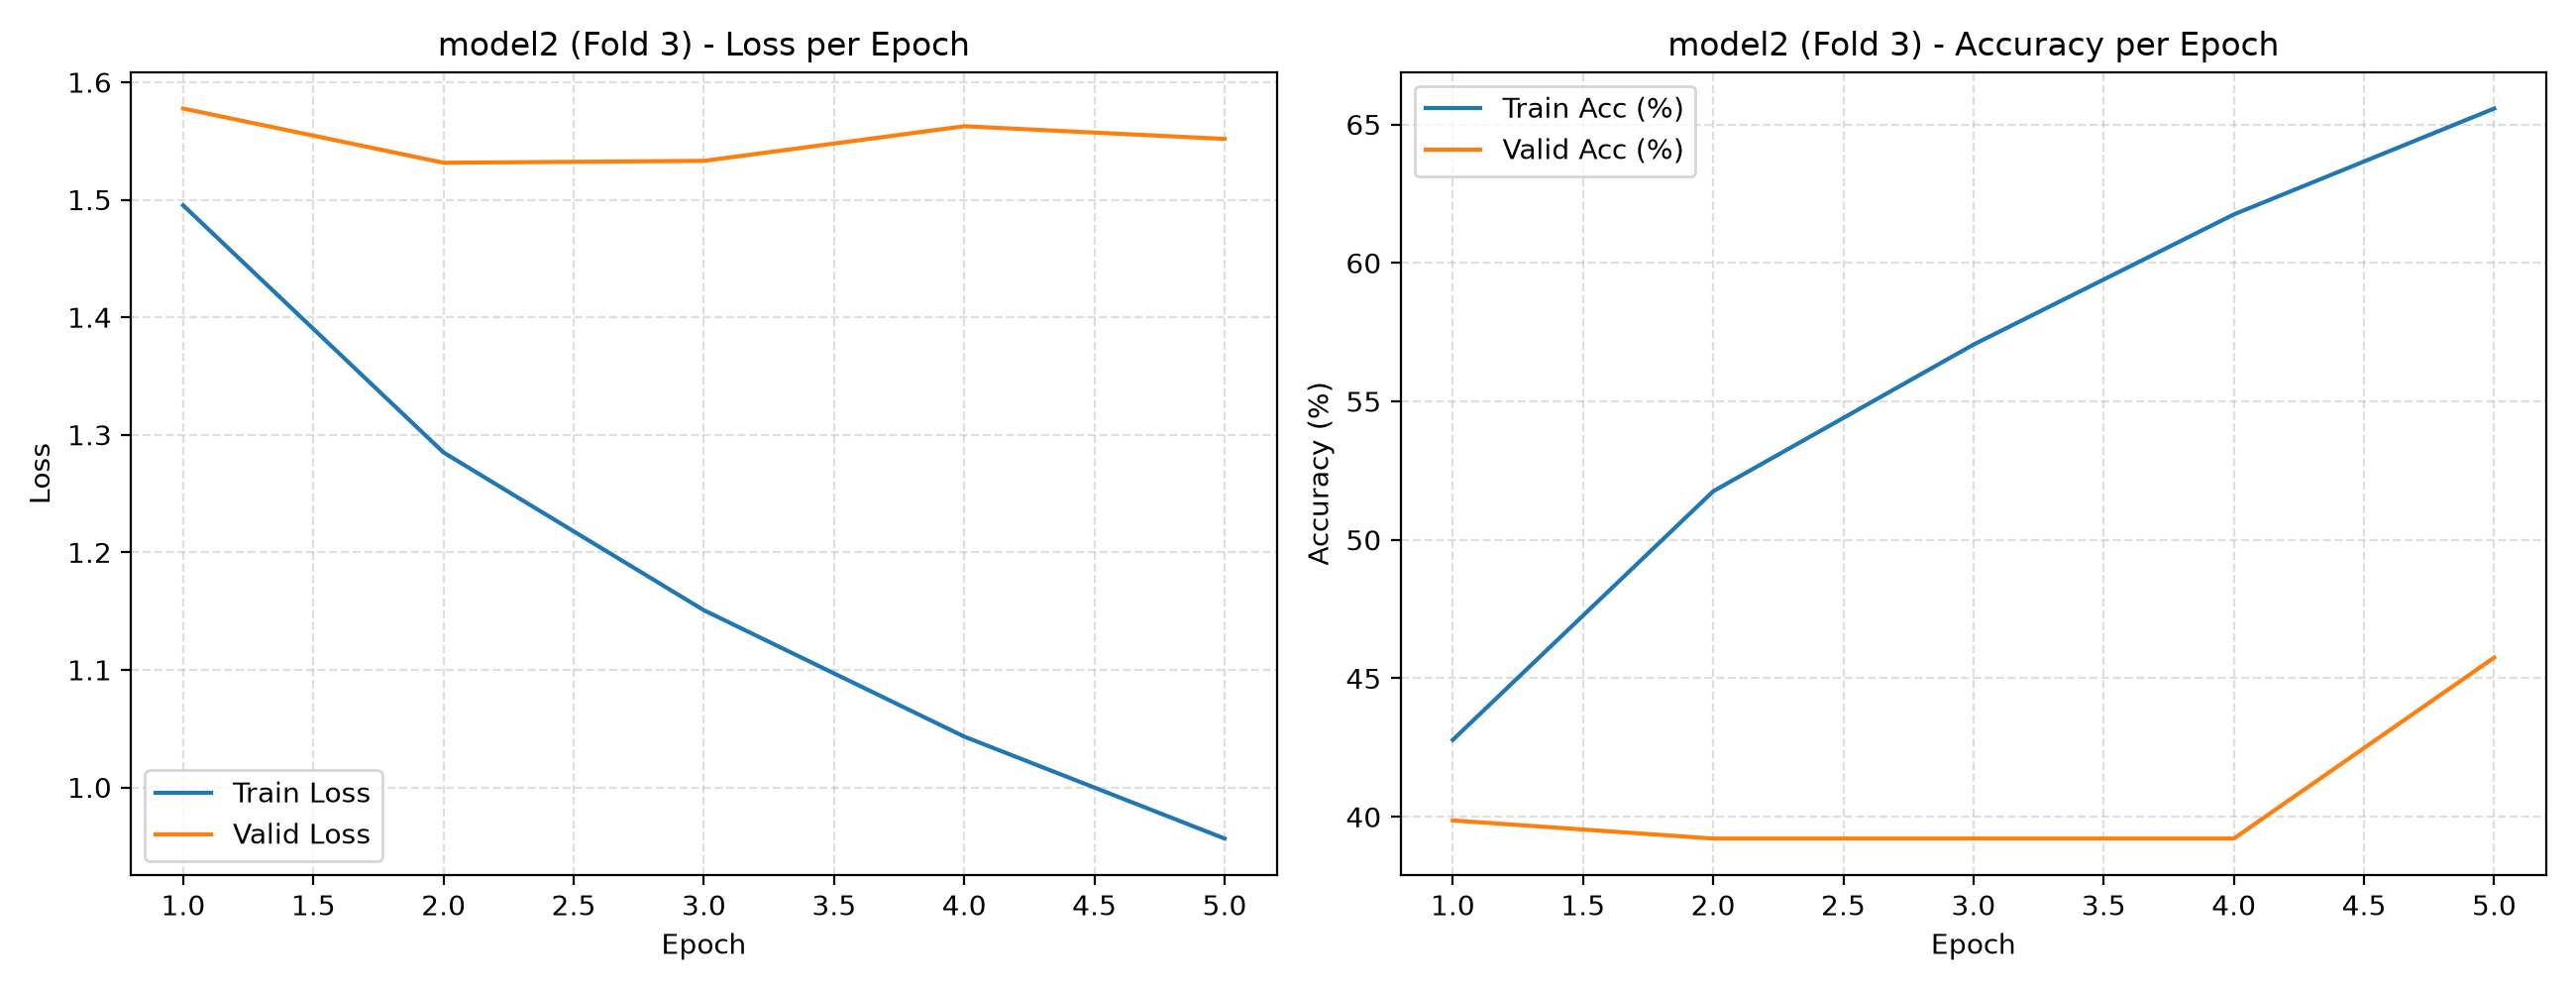 model2 (Fold 3) - Loss per Epoch
1.6
1.5
1.4
1.3
1.2
1.1
1.0
Loss
Train Loss
Valid Loss
1.0 1.5 2.0 2.5 3.0 3.5 4.0 4.5 5.0
Epoch
model2 (Fold 3) - Accuracy per Epoch
Train Acc (%)
Valid Acc (%)
65
60
55
50
45
40
Accuracy (%)
1.0 1.5 2.0 2.5 3.0 3.5 4.0 4.5 5.0
Epoch